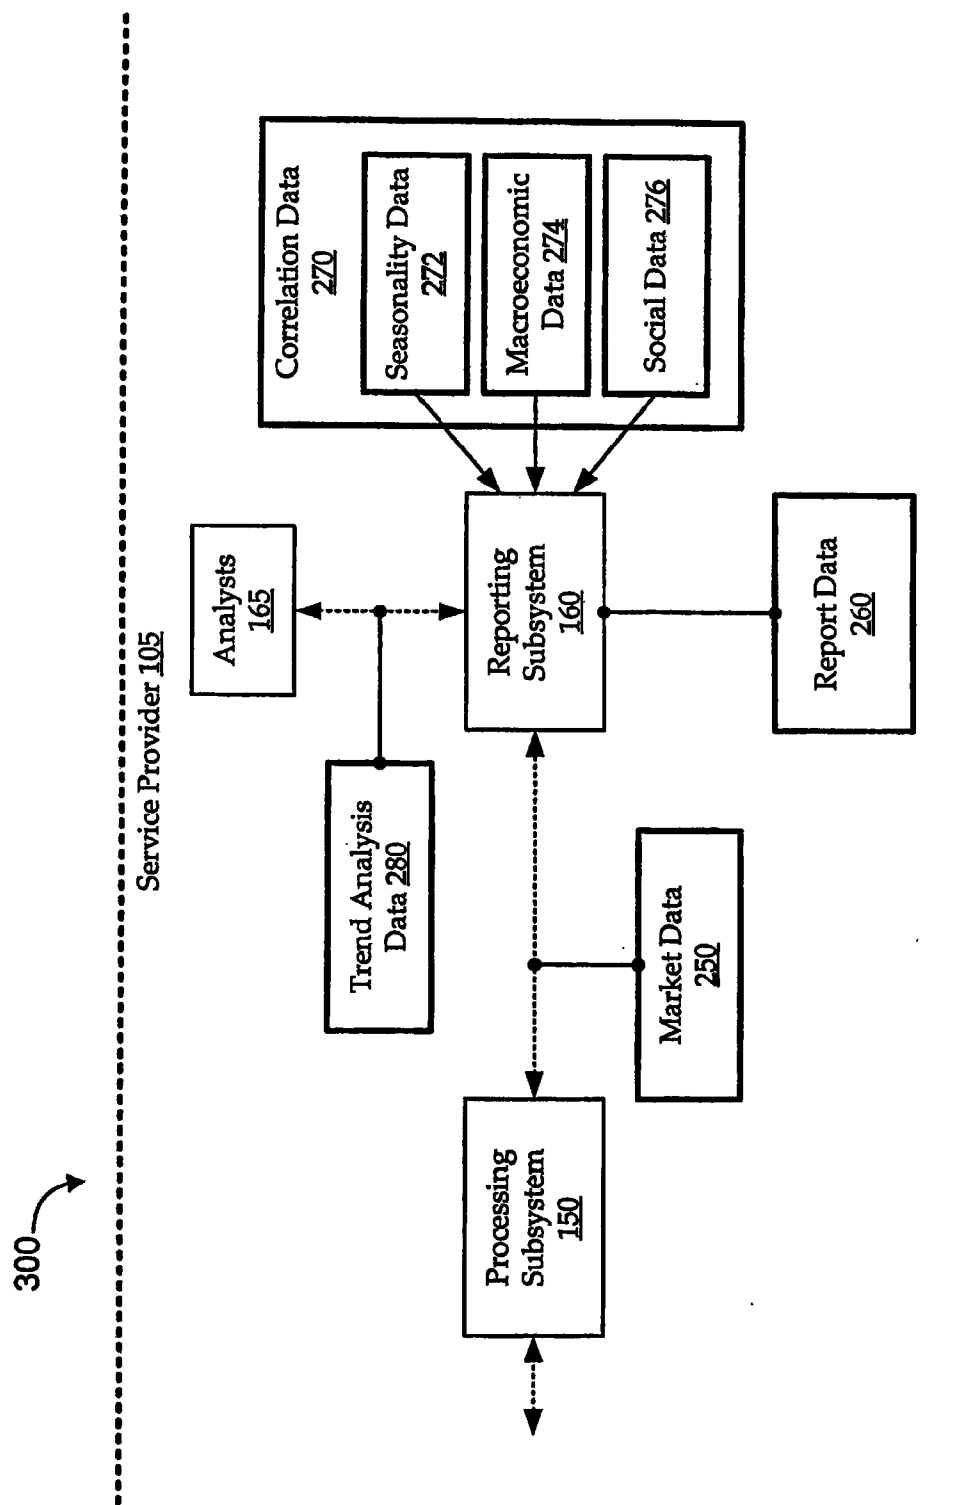 300
Service Provider 105
Analysts
165
Trend Analysis
Data 280
Correlation Data
270
Seasonality Data
272
Macroeconomic
Data 274
Social Data 276
Processing
Subsystem
150
Reporting
Subsystem
160
Market Data
250
Report Data
260